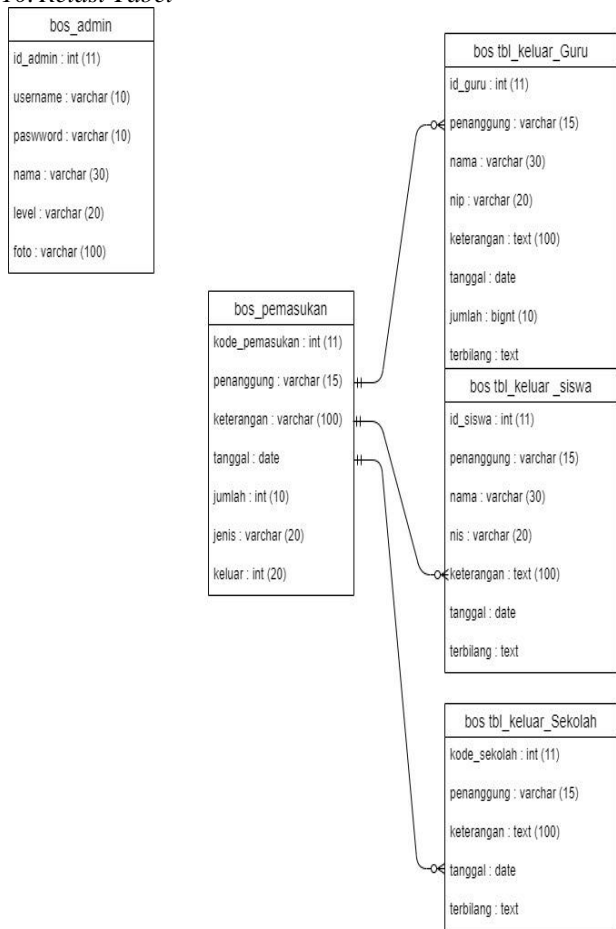 10. Relasi Tabel
bos_admin
id_admin : int (11)
username : varchar (10)
paswword : varchar (10)
nama : varchar (30)
level : varchar (20)
foto : varchar (100)
bos_pemasukan
kode_pemasukan : int (11)
penanggung : varchar (15)
keterangan : varchar (100)
tanggal : date
jumlah : int (10)
jenis : varchar (20)
keluar : int (20)
bos tbl_keluar_Guru
id_guru : int (11)
penanggung : varchar (15)
nama : varchar (30)
nip : varchar (20)
keterangan : text (100)
tanggal : date
jumlah : bignt (10)
terbilang : text
bos tbl_keluar _siswa
id_siswa : int (11)
penanggung : varchar (15)
nama : varchar (30)
nis : varchar (20)
keterangan : text (100)
tanggal : date
terbilang : text
bos tbl_keluar_Sekolah
kode_sekolah : int (11)
penanggung : varchar (15)
keterangan : text (100)
tanggal : date
terbilang : text